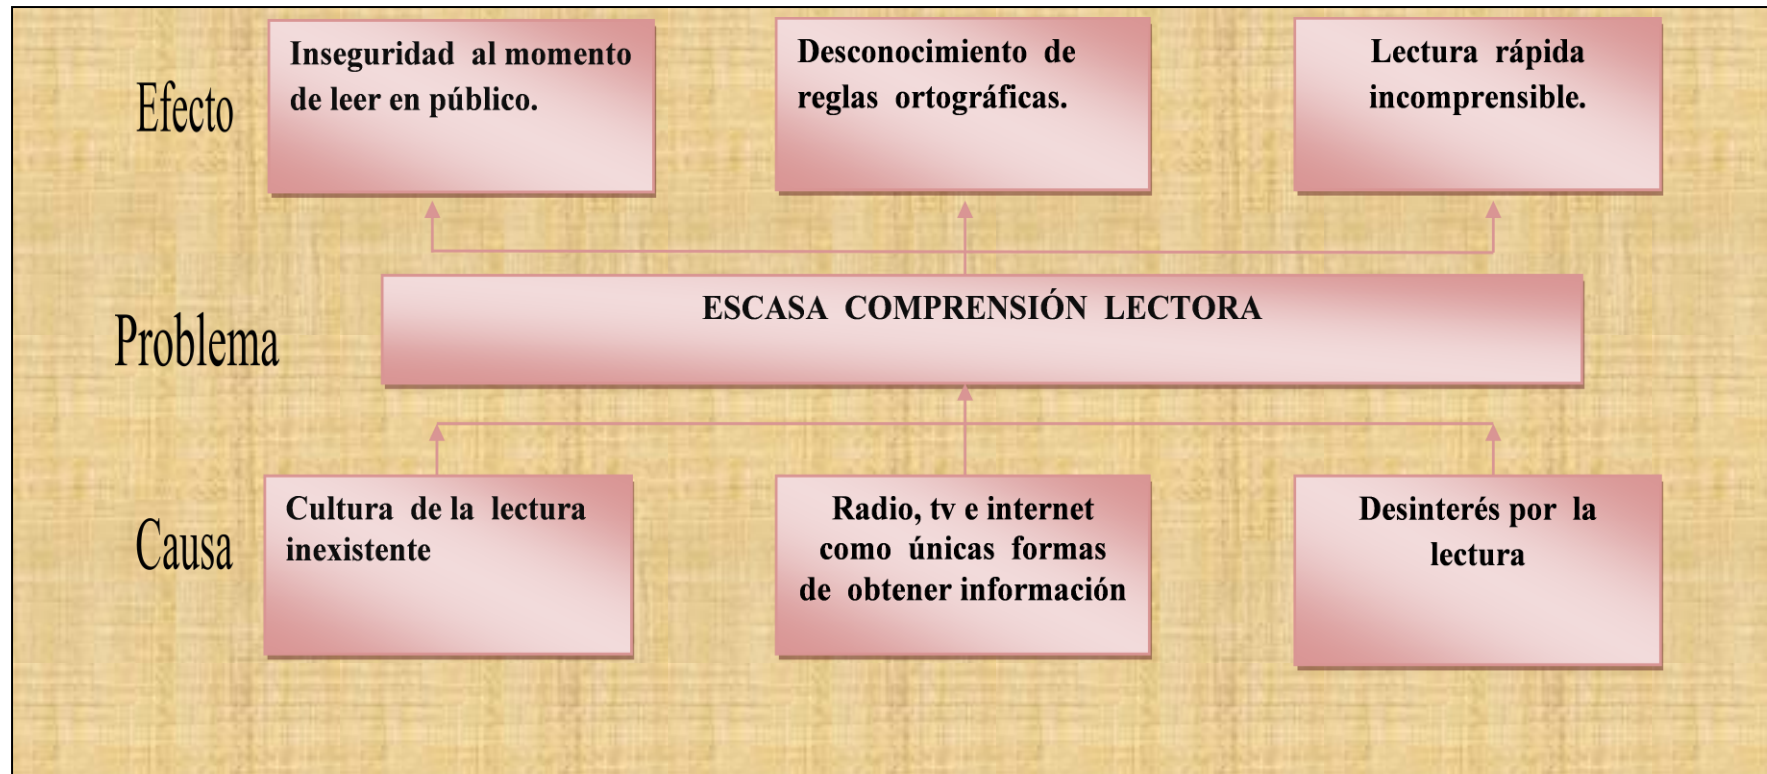 Efecto
Inseguridad al momento
de leer en público.
Desconocimiento de
reglas ortográficas.
Lectura rápida
incomprensible.
Problema
ESCASA COMPRENSIÓN LECTORA
Causa
Cultura de la lectura
inexistente
Radio, tv e internet
como únicas formas
de obtener información
Desinterés por la
lectura